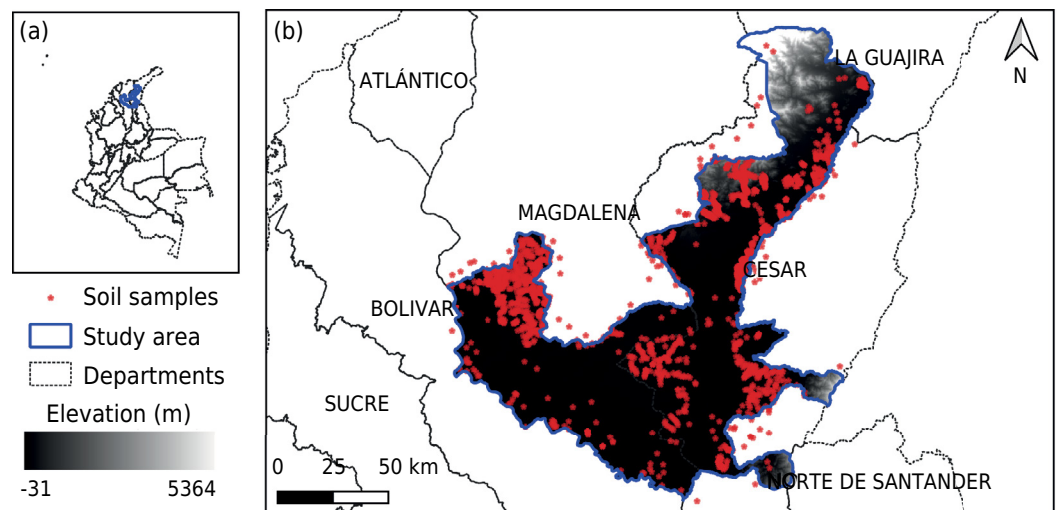 (a)
Soil samples
Study area
Departments
Elevation (m)
-31 5364
(b)
N
LA GUAJIRA
ATLÁNTICO
MAGDALENA
CESAR
BOLIVAR
SUCRE
NORTE DE SANTANDER
0 25 50 km